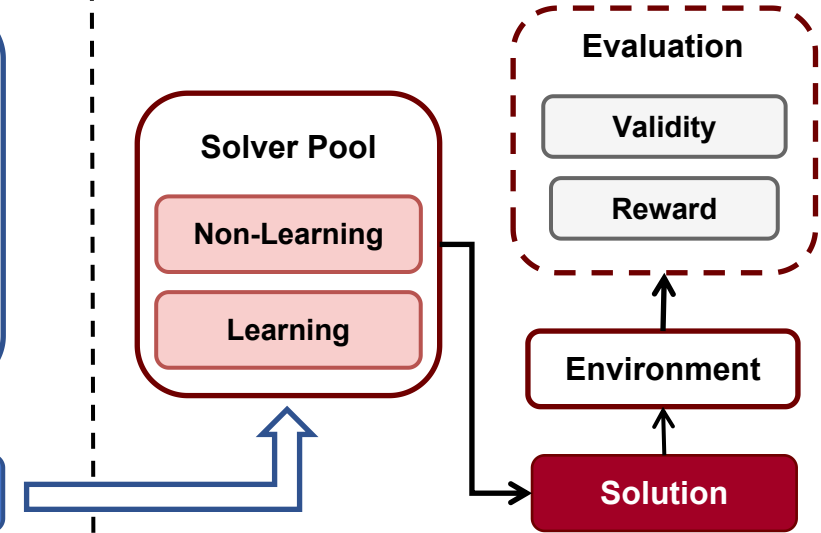 Solver Pool
Non-Learning
Learning
Evaluation
Validity
Reward
Environment
Solution